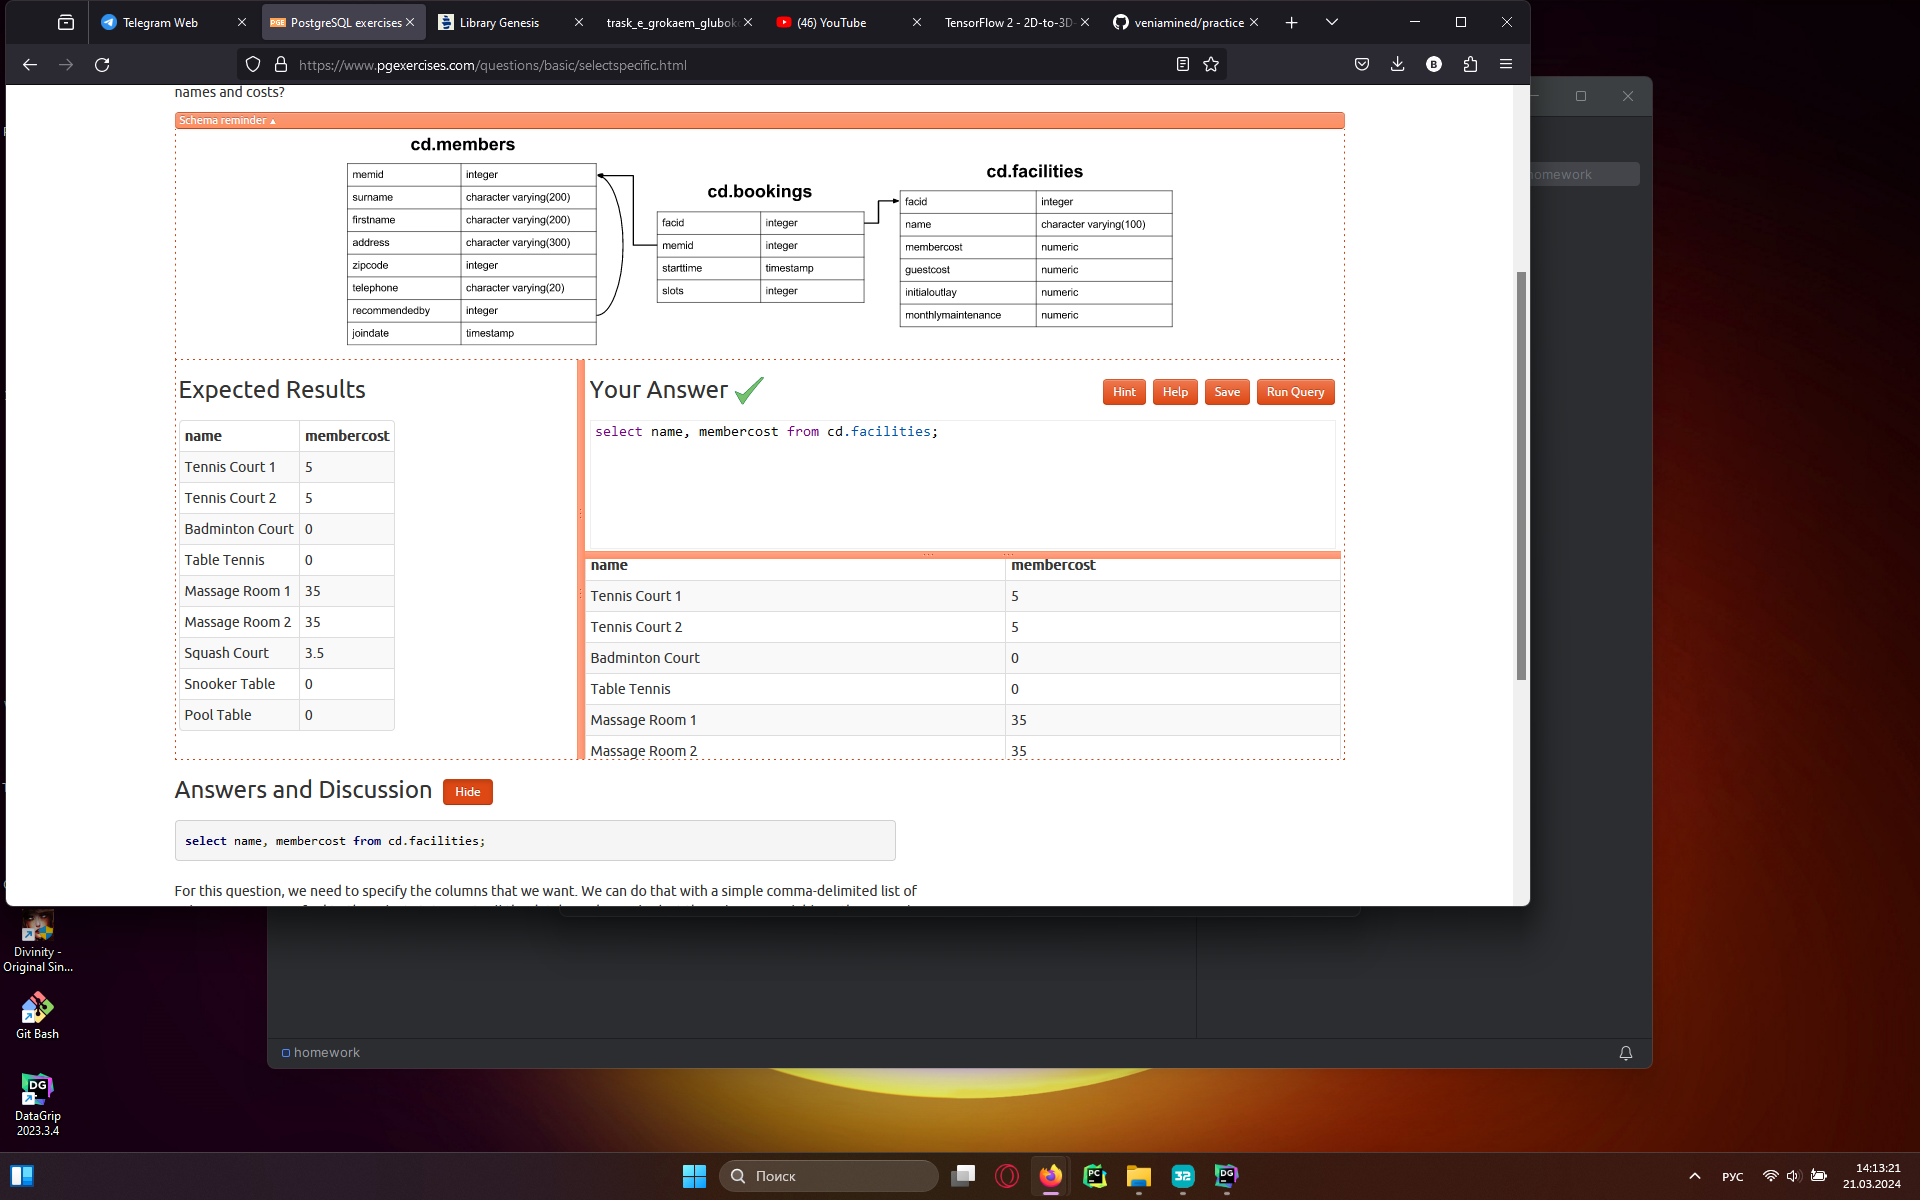 Telegram Web
PostgreSQL exercises
Library Genesis
trask_e_grokaem_gluboko
(46) YouTube
TensorFlow 2 - 2D-to-3D-
veniamined/practice
https://www.pgexercises.com/questions/basic/selectspecific.html
names and costs?
Schema reminder ▲
cd.members
memid integer
surname character varying(200)
firstname character varying(200)
address character varying(300)
zipcode integer
telephone character varying(20)
recommendedby integer
joindate timestamp
cd.bookings
facid integer
memid integer
starttime timestamp
slots integer
cd.facilities
facid integer
name character varying(100)
membercost numeric
guestcost numeric
initialoutlay numeric
monthlymaintenance numeric
Expected Results
name membercost
Tennis Court 1 5
Tennis Court 2 5
Badminton Court 0
Table Tennis 0
Massage Room 1 35
Massage Room 2 35
Squash Court 3.5
Snooker Table 0
Pool Table 0
Your Answer
Hint
Help
Save
Run Query
select name, membercost from cd.facilities;
name membercost
Tennis Court 1 5
Tennis Court 2 5
Badminton Court 0
Table Tennis 0
Massage Room 1 35
Massage Room 2 35
Answers and Discussion Hide
select name, membercost from cd.facilities;
For this question, we need to specify the columns that we want. We can do that with a simple comma-delimited list of
homework
Divinity -
Original Sin...
Git Bash
DataGrip
2023.3.4
homework
Поиск
РУС
14:13:21
21.03.2024